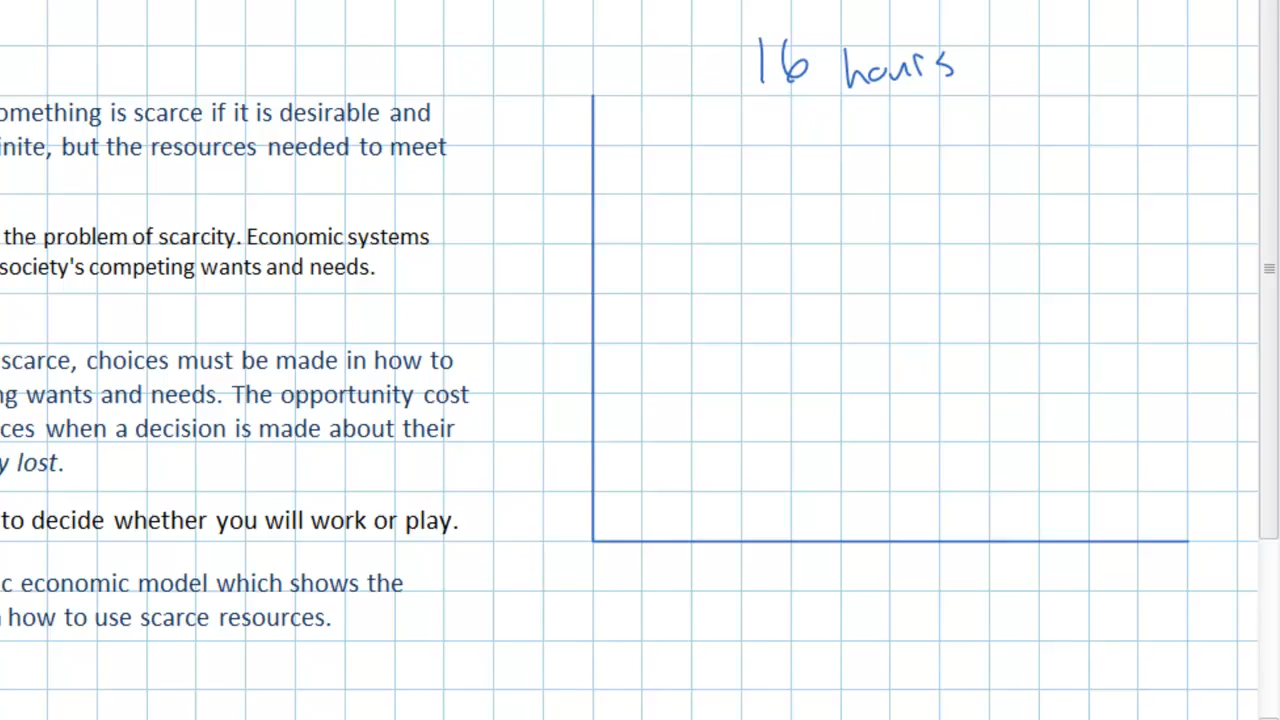 16 hours
omething is scarce if it is desirable and
inite, but the resources needed to meet
the problem of scarcity. Economic systems
society's competing wants and needs.
scarce, choices must be made in how to
ng wants and needs. The opportunity cost
ces when a decision is made about their
y lost.
to decide whether you will work or play.
c economic model which shows the
how to use scarce resources.